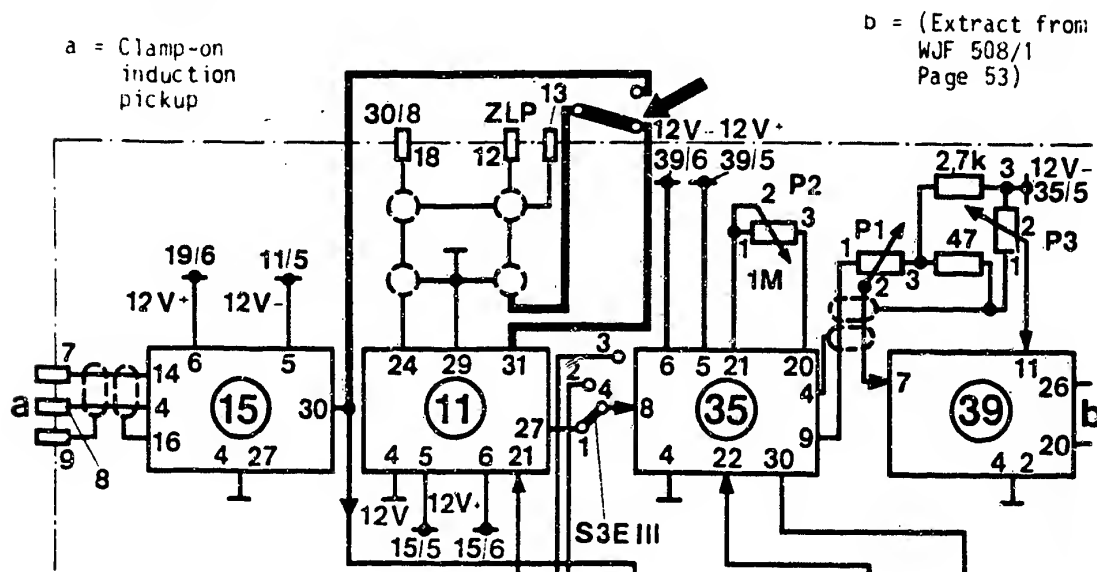 a = Clamp-on
induction
pickup
b = (Extract from
WJF 508/1
Page 53)
30/8 ZLP 13
18 12
12V- 12V+
39/6 39/5
2,7k 3 12V-
35/5
P2
2
3
1
1M
P1
1
3
2
47
2
1
P3
19/6 11/5
12V+ 12V-
7
a
9
8
14
4
16
6 5
15
30
4 27
24 29 31
11
27
4 5 6 21
12V 12V+
15/5 15/6
3
2
4
1
S3E III
6 5 21 20
8
35
4
9
4 22 30
7
11
39
26
20
4 2
b